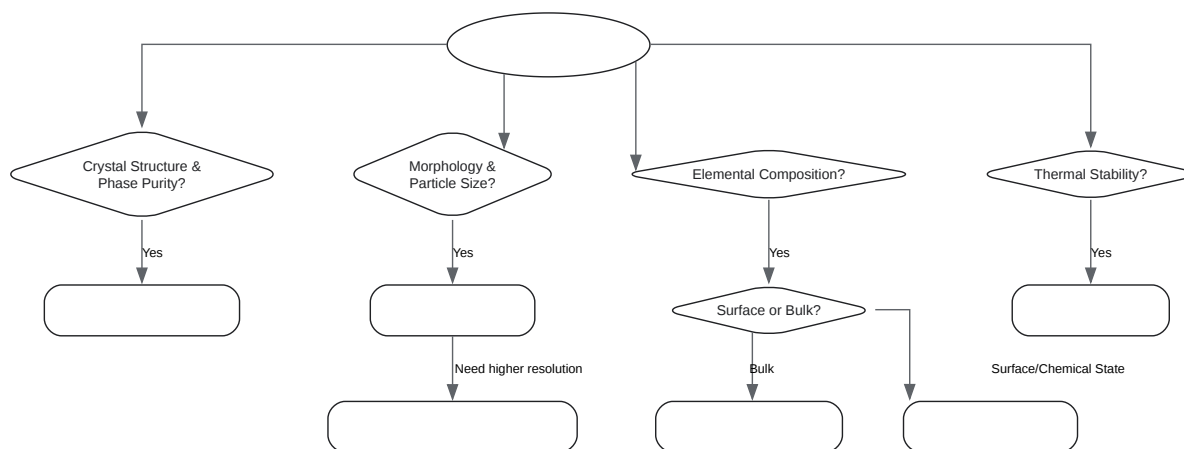 Crystal Structure &
Phase Purity?
Morphology &
Particle Size?
Elemental Composition?
Thermal Stability?
Yes
Yes
Yes
Yes
Surface or Bulk?
Need higher resolution
Bulk
Surface/Chemical State